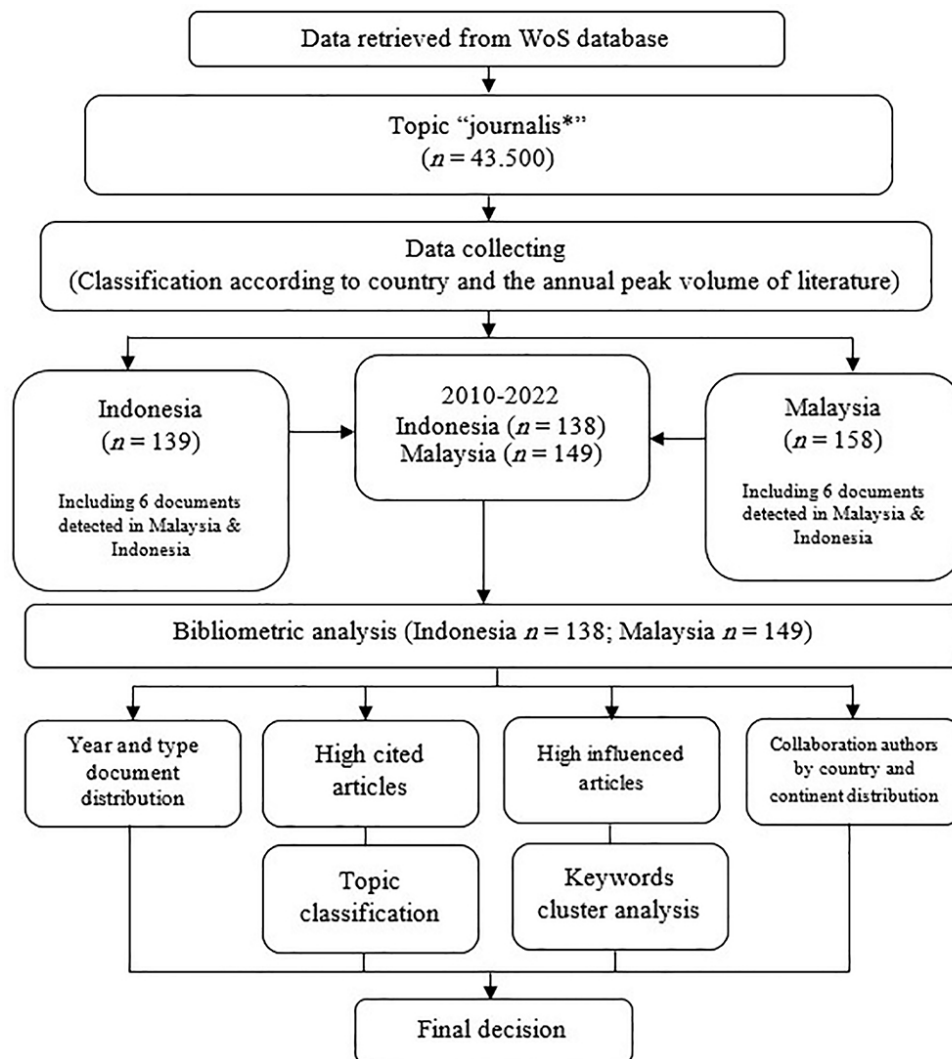 Data retrieved from WoS database
Topic “journalis*”
(n = 43.500)
Data collecting
(Classification according to country and the annual peak volume of literature)
Indonesia
(n = 139)
Including 6 documents
detected in Malaysia &
Indonesia
2010-2022
Indonesia (n = 138)
Malaysia (n = 149)
Malaysia
(n = 158)
Including 6 documents
detected in Malaysia &
Indonesia
Bibliometric analysis (Indonesia n = 138; Malaysia n = 149)
Year and type
document
distribution
High cited
articles
High influenced
articles
Collaboration authors
by country and
continent distribution
Topic
classification
Keywords
cluster analysis
Final decision